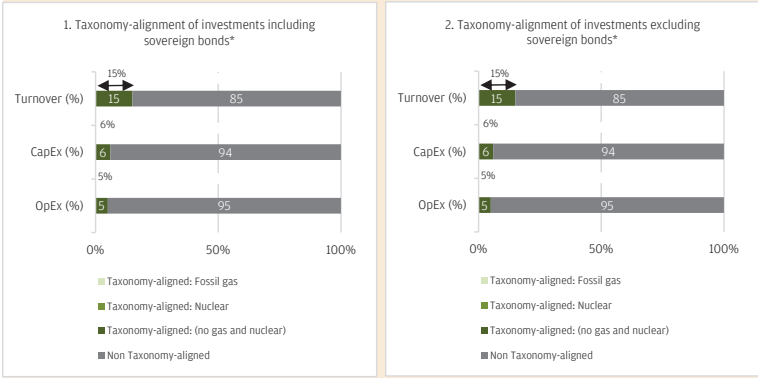 1. Taxonomy-alignment of investments including
sovereign bonds*
15%
Turnover (%)
15
85
6%
CapEx (%)
6
94
5%
OpEx (%)
5
95
0%
50%
100%
Taxonomy-aligned: Fossil gas
Taxonomy-aligned: Nuclear
Taxonomy-aligned: (no gas and nuclear)
Non Taxonomy-aligned
2. Taxonomy-alignment of investments excluding
sovereign bonds*
15%
Turnover (%)
15
85
6%
CapEx (%)
6
94
5%
OpEx (%)
5
95
0%
50%
100%
Taxonomy-aligned: Fossil gas
Taxonomy-aligned: Nuclear
Taxonomy-aligned: (no gas and nuclear)
Non Taxonomy-aligned